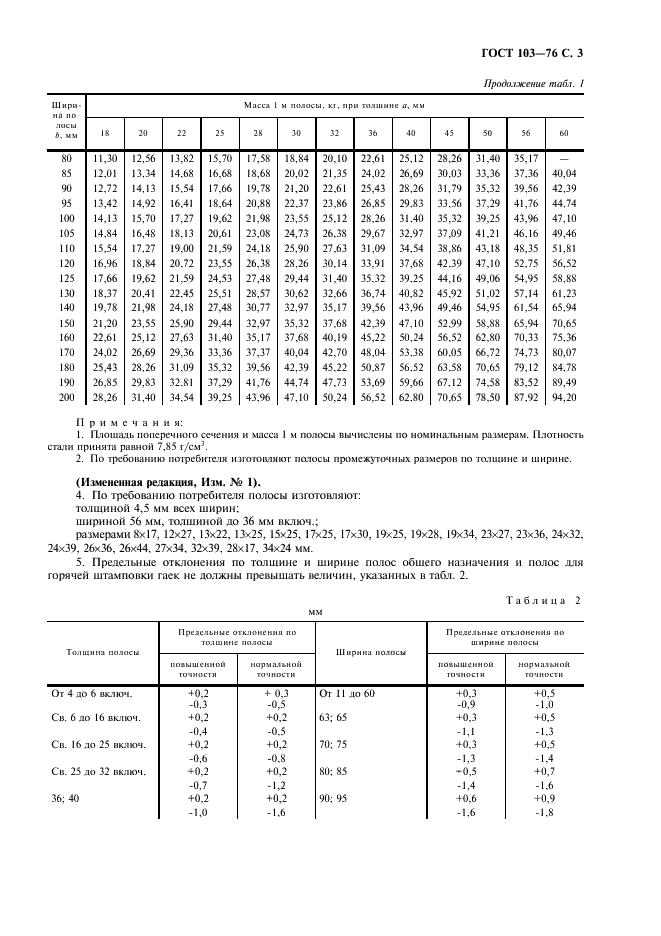 ГОСТ 103—76 С. 3
Продолжение табл. 1
Шири-
на по-
лосы
b, мм
Масса 1 м полосы, кг, при толщине a, мм
18 20 22 25 28 30 32 36 40 45 50 56 60
80 11,30 12,56 13,82 15,70 17,58 18,84 20,10 22,61 25,12 28,26 31,40 35,17 —
85 12,01 13,34 14,68 16,68 18,68 20,02 21,35 24,02 26,69 30,03 33,36 37,36 40,04
90 12,72 14,13 15,54 17,66 19,78 21,20 22,61 25,43 28,26 31,79 35,32 39,56 42,39
95 13,42 14,92 16,41 18,64 20,88 22,37 23,86 26,85 29,83 33,56 37,29 41,76 44,74
100 14,13 15,70 17,27 19,62 21,98 23,55 25,12 28,26 31,40 35,32 39,25 43,96 47,10
105 14,84 16,48 18,13 20,61 23,08 24,73 26,38 29,67 32,97 37,09 41,21 46,16 49,46
110 15,54 17,27 19,00 21,59 24,18 25,90 27,63 31,09 34,54 38,86 43,18 48,35 51,81
120 16,96 18,84 20,72 23,55 26,38 28,26 30,14 33,91 37,68 42,39 47,10 52,75 56,52
125 17,66 19,62 21,59 24,53 27,48 29,44 31,40 35,32 39,25 44,16 49,06 54,95 58,88
130 18,37 20,41 22,45 25,51 28,57 30,62 32,66 36,74 40,82 45,92 51,02 57,14 61,23
140 19,78 21,98 24,18 27,48 30,77 32,97 35,17 39,56 43,96 49,46 54,95 61,54 65,94
150 21,20 23,55 25,90 29,44 32,97 35,32 37,68 42,39 47,10 52,99 58,88 65,94 70,65
160 22,61 25,12 27,63 31,40 35,17 37,68 40,19 45,22 50,24 56,52 62,80 70,33 75,36
170 24,02 26,69 29,36 33,36 37,37 40,04 42,70 48,04 53,38 60,05 66,72 74,73 80,07
180 25,43 28,26 31,09 35,32 39,56 42,39 45,22 50,87 56,52 63,58 70,65 79,12 84,78
190 26,85 29,83 32.81 37,29 41,76 44,74 47,73 53,69 59,66 67,12 74,58 83,52 89,49
200 28,26 31,40 34,54 39,25 43,96 47,10 50,24 56,52 62,80 70,65 78,50 87,92 94,20
Примечания:
1. Площадь поперечного сечения и масса 1 м полосы вычислены по номинальным размерам. Плотность
стали принята равной 7,85 г/см³.
2. По требованию потребителя изготовляют полосы промежуточных размеров по толщине и ширине.
(Измененная редакция, Изм. № 1).
4. По требованию потребителя полосы изготовляют:
толщиной 4,5 мм всех ширин;
шириной 56 мм, толщиной до 36 мм включ.;
размерами 8×17, 12×27, 13×22, 13×25, 15×25, 17×25, 17×30, 19×25, 19×28, 19×34, 23×27, 23×36, 24×32,
24×39, 26×36, 26×44, 27×34, 32×39, 28×17, 34×24 мм.
5. Предельные отклонения по толщине и ширине полос общего назначения и полос для
горячей штамповки гаек не должны превышать величин, указанных в табл. 2.
Таблица 2
мм
Толщина полосы
Предельные отклонения по
толщине полосы
Ширина полосы
Предельные отклонения по
ширине полосы
повышенной
точности
нормальной
точности
повышенной
точности
нормальной
точности
От 4 до 6 включ. +0,2 + 0,3 От 11 до 60 +0,3 +0,5
-0,3 -0,5 -0,9 -1,0
Св. 6 до 16 включ. +0,2 +0,2 63; 65 +0,3 +0,5
-0,4 -0,5 -1,1 -1,3
Св. 16 до 25 включ. +0,2 +0,2 70; 75 +0,3 +0,5
-0,6 -0,8 -1,3 -1,4
Св. 25 до 32 включ. +0,2 +0,2 80; 85 +0,5 +0,7
-0,7 -1,2 -1,4 -1,6
36; 40 +0,2 +0,2 90; 95 +0,6 +0,9
-1,0 -1,6 -1,6 -1,8